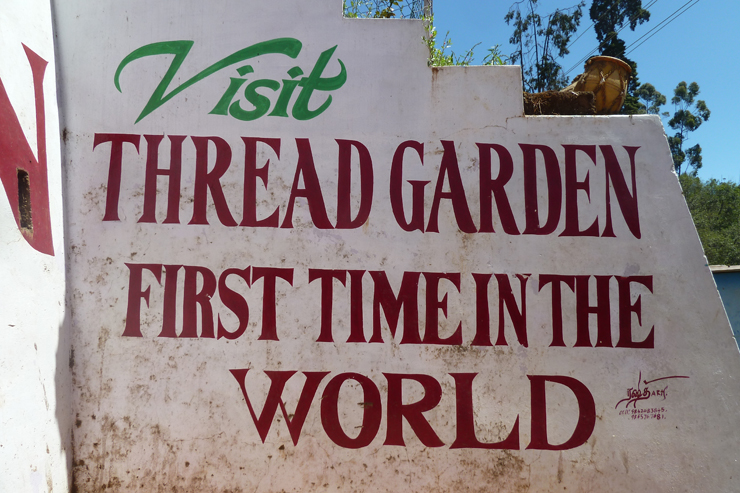 N
Visit
THREAD GARDEN
FIRST TIME IN THE
WORLD